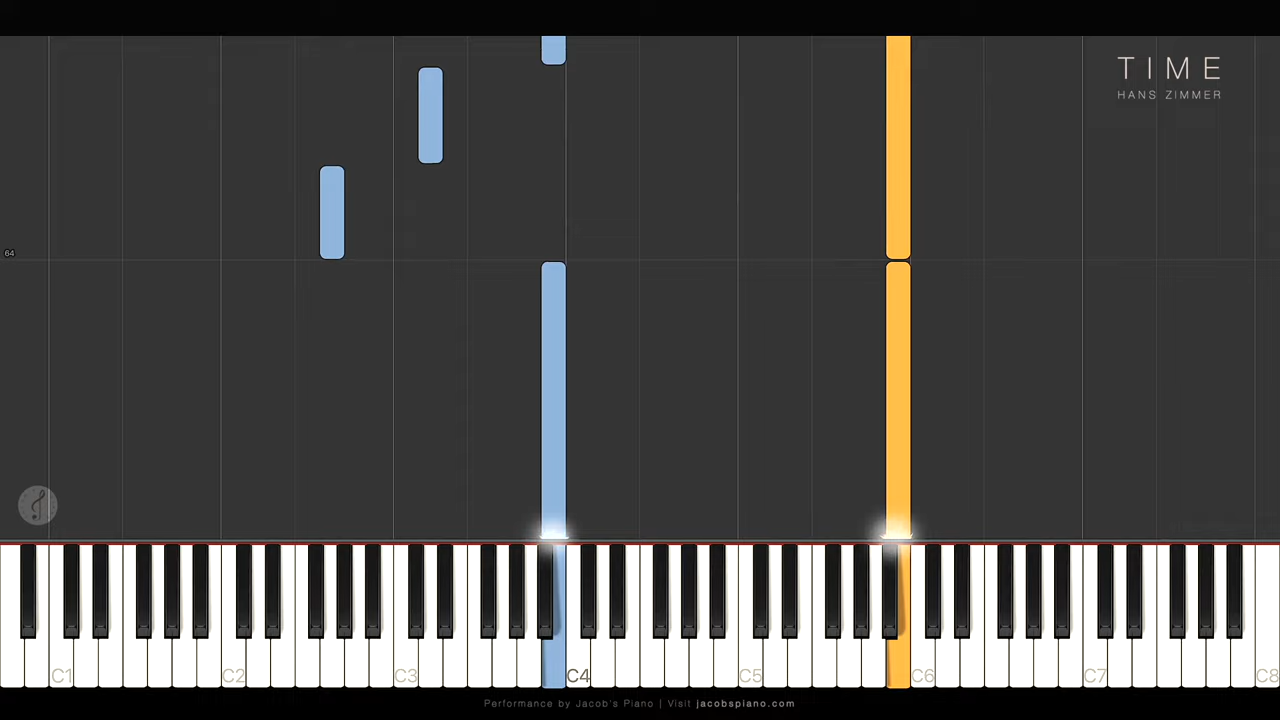 TIME
HANS ZIMMER
64
C1 C2 C3 C4 C5 C6 C7 C8
Performance by Jacob's Piano | Visit jacobspiano.com